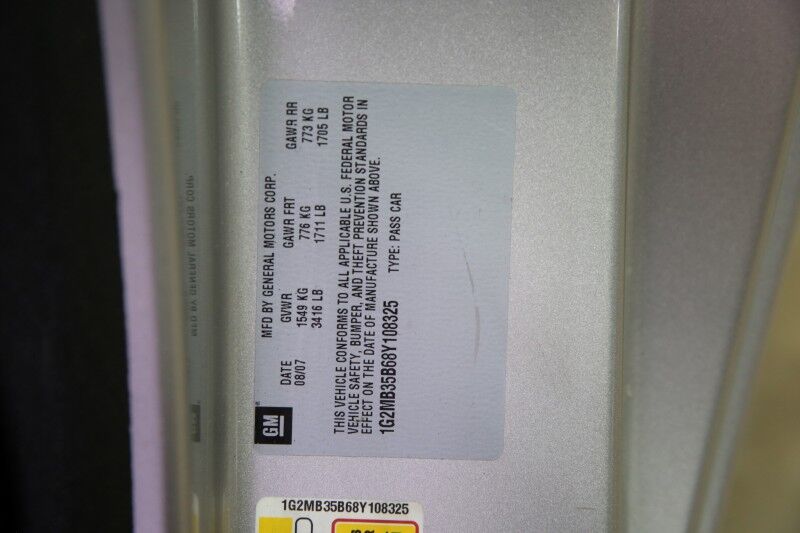 MFD BY GENERAL MOTORS CORP.
DATE GVWR GAWR FRT GAWR RR
08/07 1549 KG 776 KG 773 KG
3416 LB 1711 LB 1705 LB
THIS VEHICLE CONFORMS TO ALL APPLICABLE U.S. FEDERAL MOTOR
VEHICLE SAFETY, BUMPER, AND THEFT PREVENTION STANDARDS IN
EFFECT ON THE DATE OF MANUFACTURE SHOWN ABOVE.
1G2MB35B68Y108325 TYPE: PASS CAR
GM
1G2MB35B68Y108325